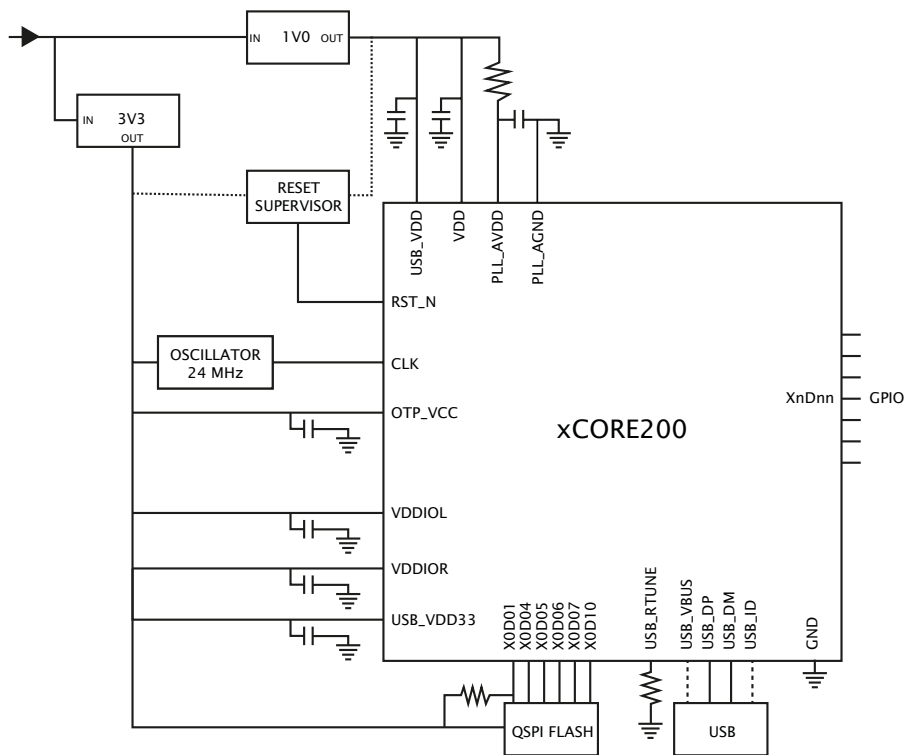 IN 1V0 OUT
IN 3V3
OUT
RESET
SUPERVISOR
USB_VDD
VDD
PLL_AVDD
PLL_AGND
RST_N
OSCILLATOR
24 MHz
CLK
OTP_VCC
xCORE200
XnDnn GPIO
VDDIOL
VDDIOR
USB_VDD33
X0D01
X0D04
X0D05
X0D06
X0D07
X0D10
USB_RTUNE
USB_VBUS
USB_DP
USB_DM
USB_ID
GND
QSPI FLASH
USB